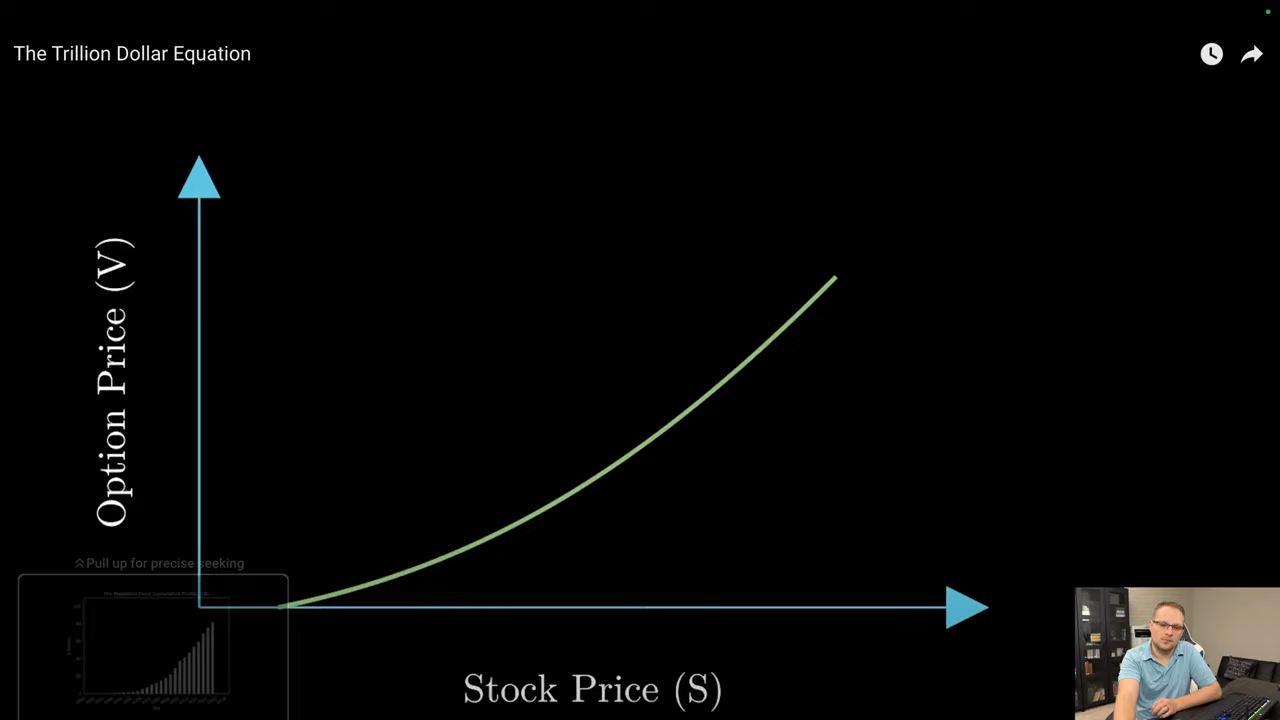 The Trillion Dollar Equation
Option Price (V)
Pull up for precise seeking
Stock Price (S)